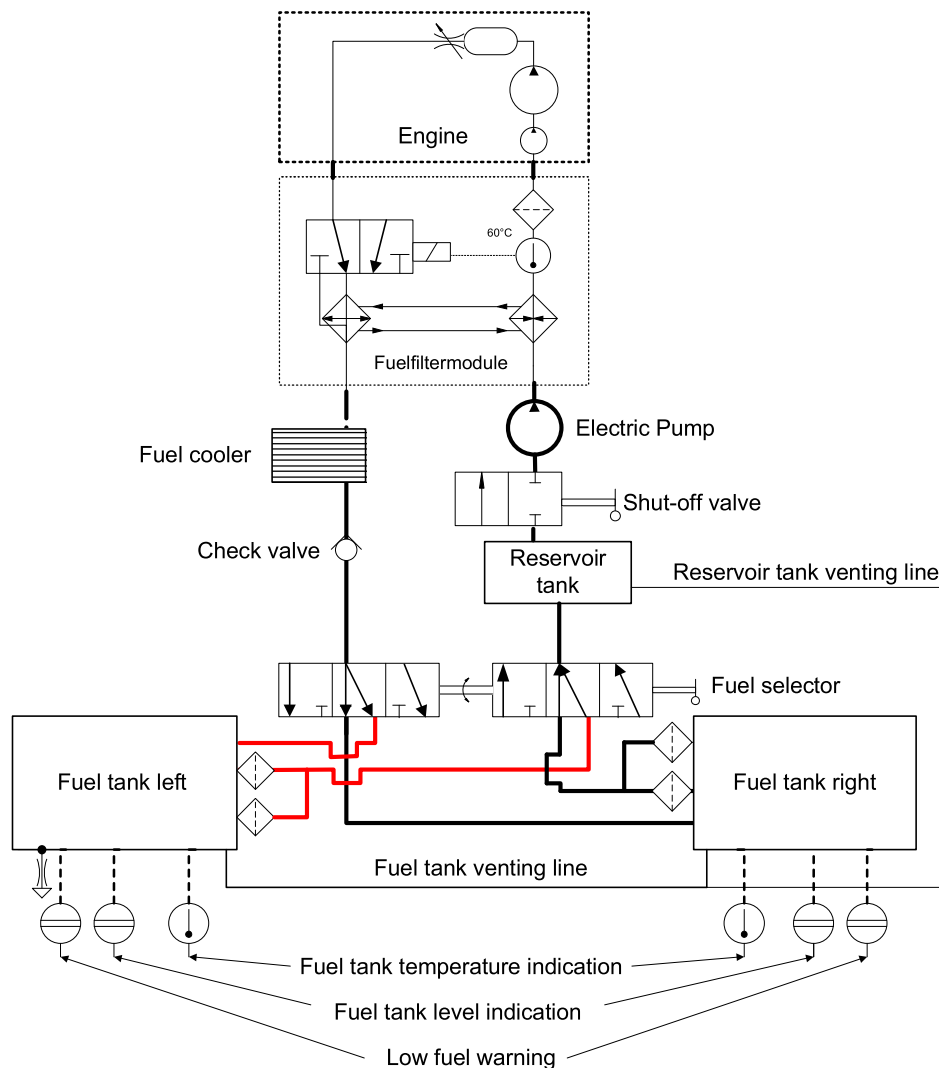 Engine
60°C
Fuelfiltermodule
Fuel cooler
Electric Pump
Shut-off valve
Check valve
Reservoir
tank
Reservoir tank venting line
Fuel selector
Fuel tank left
Fuel tank right
Fuel tank venting line
Fuel tank temperature indication
Fuel tank level indication
Low fuel warning